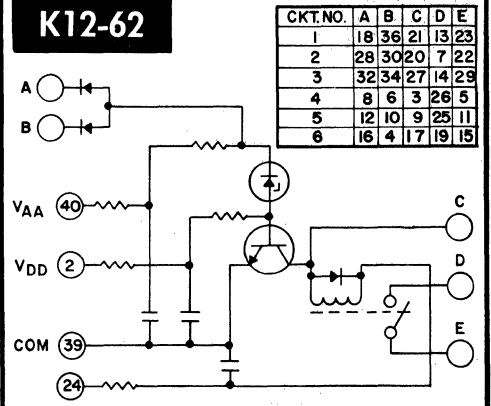 K12-62
CKT.NO. A B C D E
1 18 36 21 13 23
2 28 30 20 7 22
3 32 34 27 14 29
4 8 6 3 26 5
5 12 10 9 25 11
6 16 4 17 19 15
A
B
VAA 40
VDD 2
COM 39
24
C
D
E